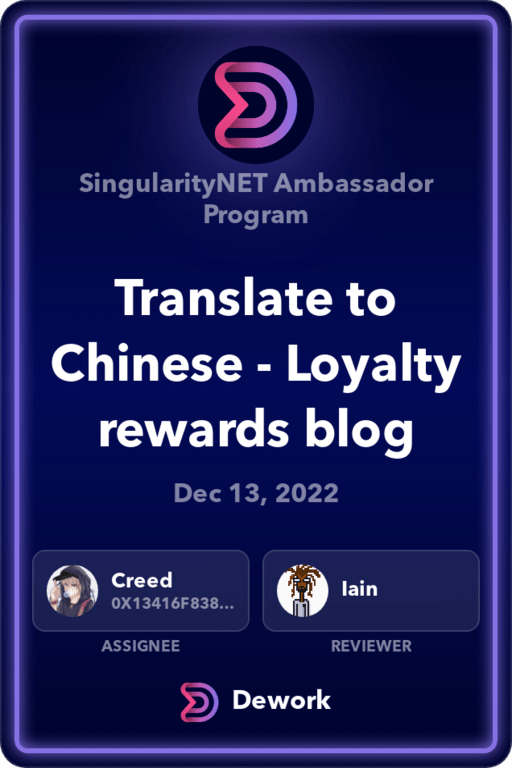 SingularityNET Ambassador
Program
Translate to
Chinese - Loyalty
rewards blog
Dec 13, 2022
Creed
0X13416F838...
Iain
ASSIGNEE
REVIEWER
Dework